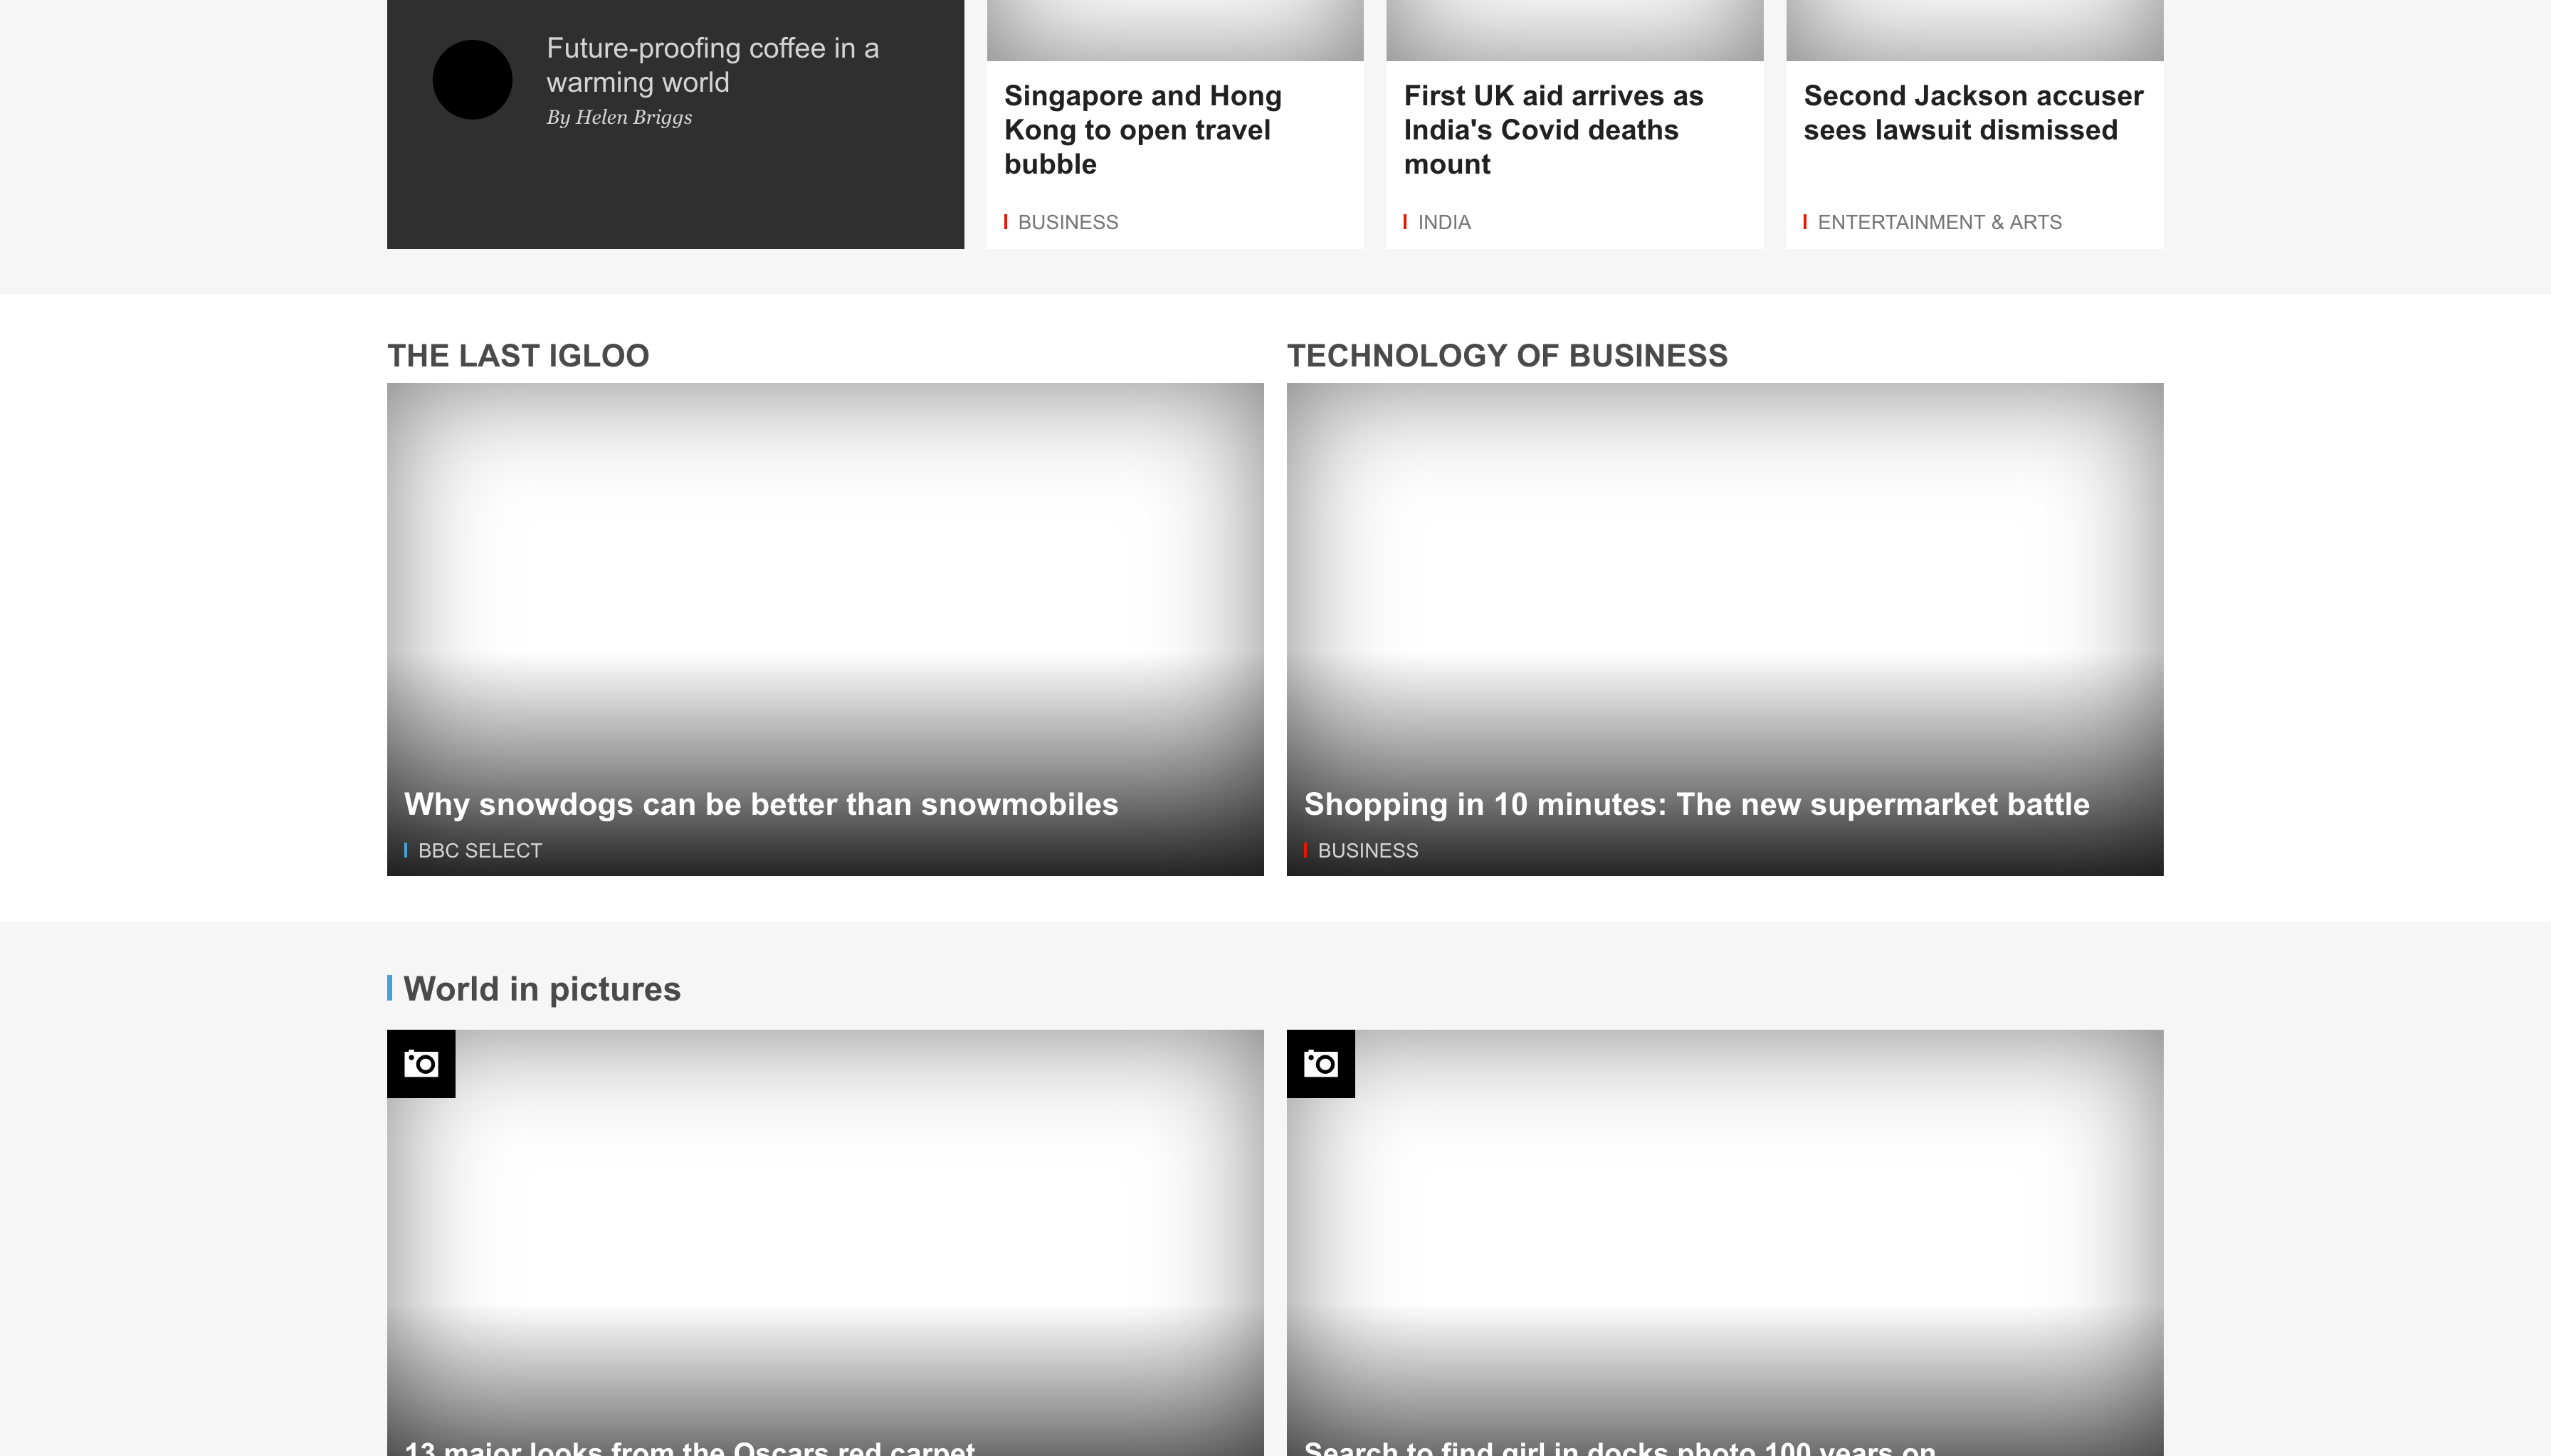 Future-proofing coffee in a
warming world
By Helen Briggs
Singapore and Hong
Kong to open travel
bubble
BUSINESS
First UK aid arrives as
India's Covid deaths
mount
INDIA
Second Jackson accuser
sees lawsuit dismissed
ENTERTAINMENT & ARTS
THE LAST IGLOO
Why snowdogs can be better than snowmobiles
BBC SELECT
TECHNOLOGY OF BUSINESS
Shopping in 10 minutes: The new supermarket battle
BUSINESS
World in pictures
13 major looks from the Oscars red carpet
Search to find girl in docks photo 100 years on